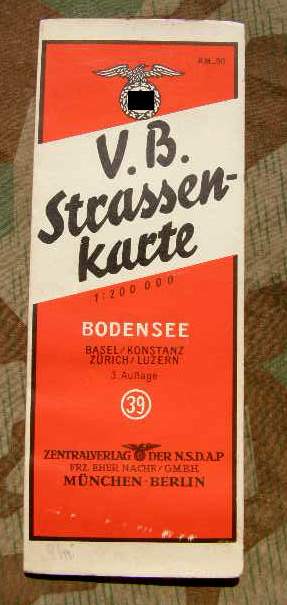 RM-.90
V.B.
Strassen-
karte
1:200 000
BODENSEE
BASEL/KONSTANZ
ZÜRICH/LUZERN
3. Auflage
39
ZENTRALVERLAG DER N.S.D.A.P
FRZ. EHER NACHF./G.M.B.H.
MÜNCHEN-BERLIN